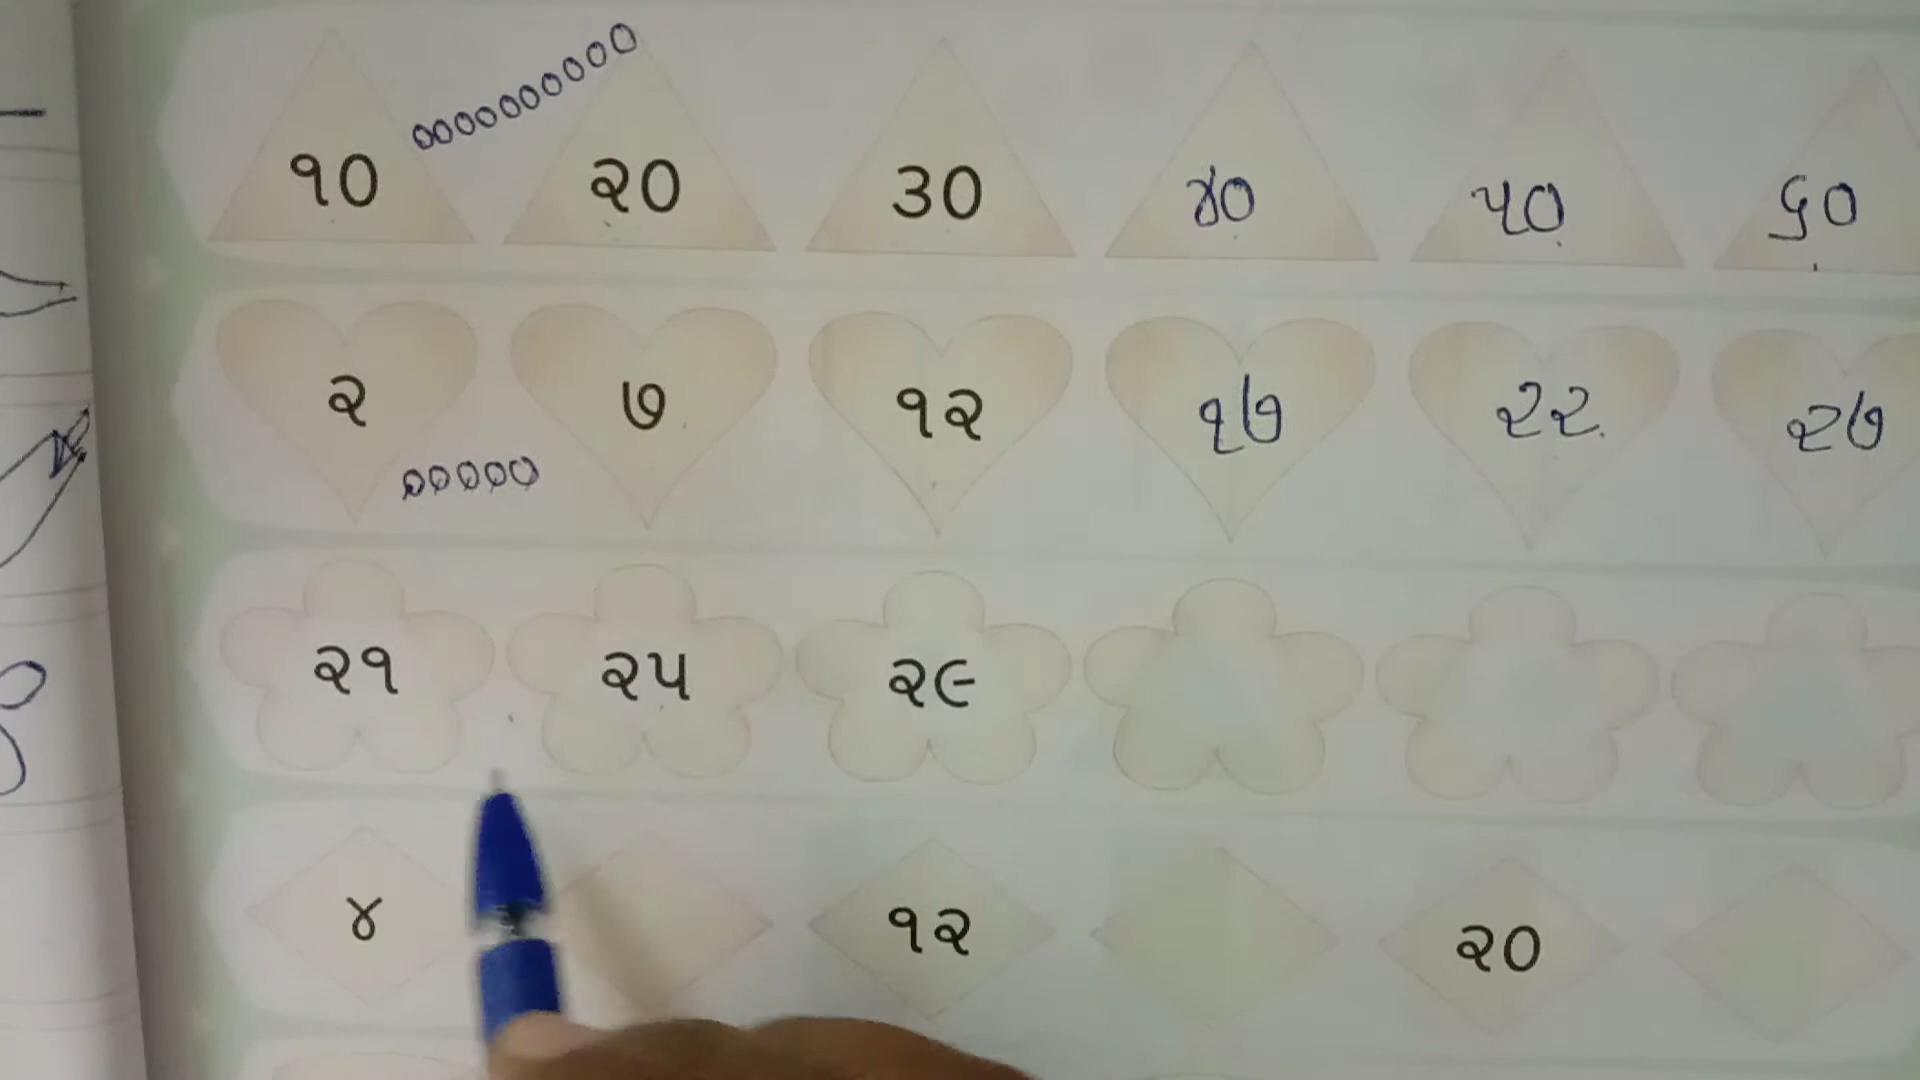 ૧૦ ૨૦ ૩૦ ૪૦ ૫૦ ૬૦
૨ ૭ ૧૨ ૧૭ ૨૨ ૨૭
૨૧ ૨૫ ૨૯
૪ ૧૨ ૨૦